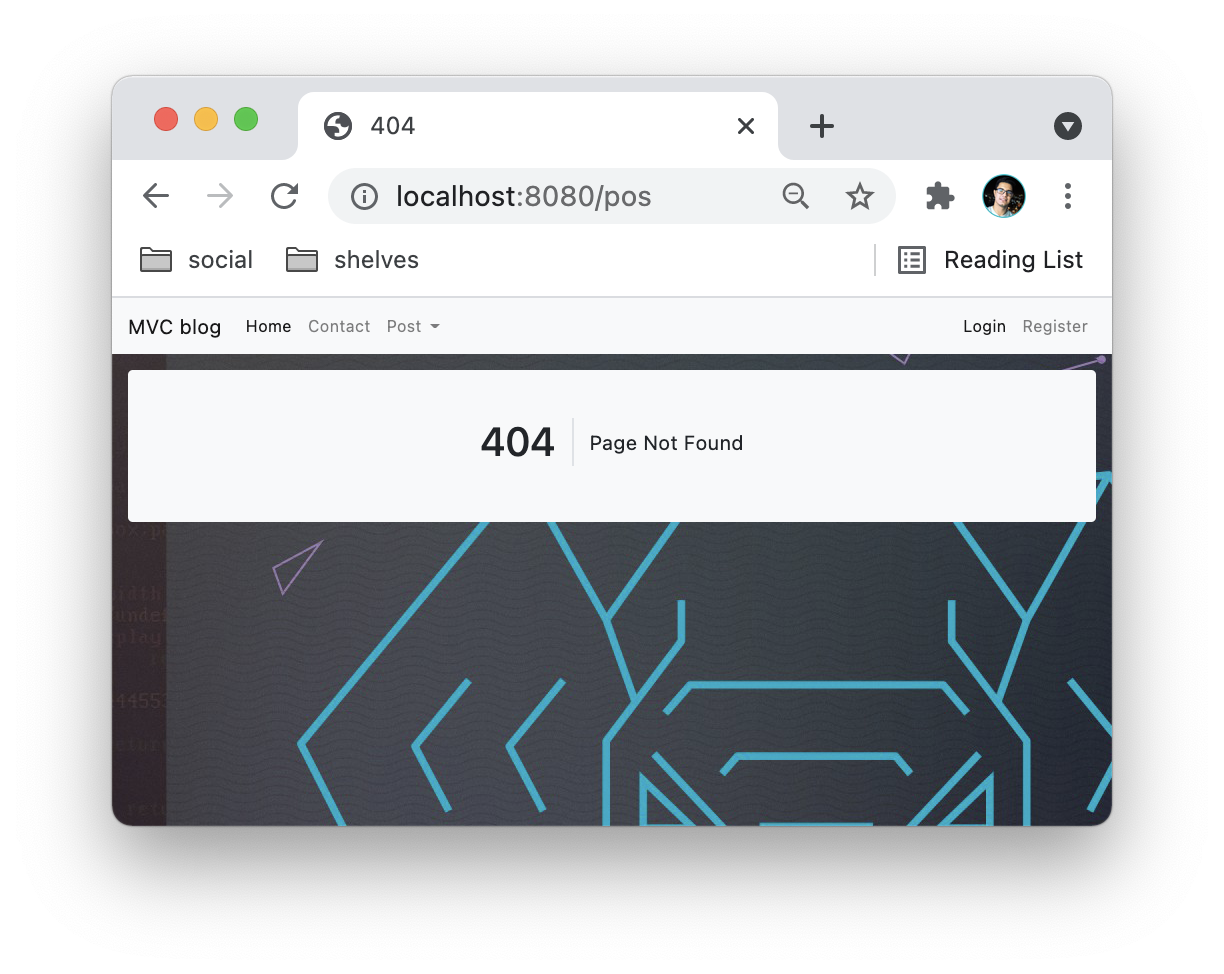 404
localhost:8080/pos
social shelves Reading List
MVC blog Home Contact Post Login Register
404 Page Not Found